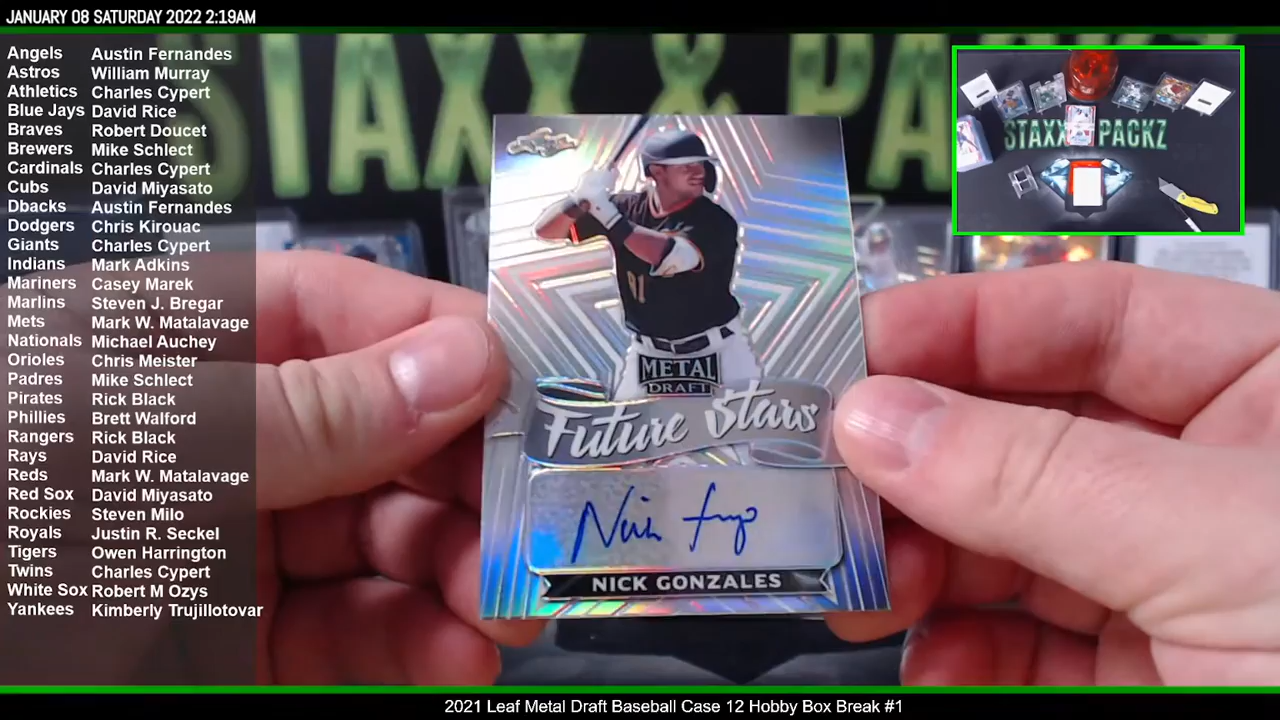 JANUARY 08 SATURDAY 2022 2:19AM
Angels Austin Fernandes
Astros William Murray
Athletics Charles Cypert
Blue Jays David Rice
Braves Robert Doucet
Brewers Mike Schlect
Cardinals Charles Cypert
Cubs David Miyasato
Dbacks Austin Fernandes
Dodgers Chris Kirouac
Giants Charles Cypert
Indians Mark Adkins
Mariners Casey Marek
Marlins Steven J. Bregar
Mets Mark W. Matalavage
Nationals Michael Auchey
Orioles Chris Meister
Padres Mike Schlect
Pirates Rick Black
Phillies Brett Walford
Rangers Rick Black
Rays David Rice
Reds Mark W. Matalavage
Red Sox David Miyasato
Rockies Steven Milo
Royals Justin R. Seckel
Tigers Owen Harrington
Twins Charles Cypert
White Sox Robert M Ozys
Yankees Kimberly Trujillotovar
STAXX & PA
STAXX PACKZ
91
METAL
DRAFT
Future Stars
NICK GONZALES
2021 Leaf Metal Draft Baseball Case 12 Hobby Box Break #1